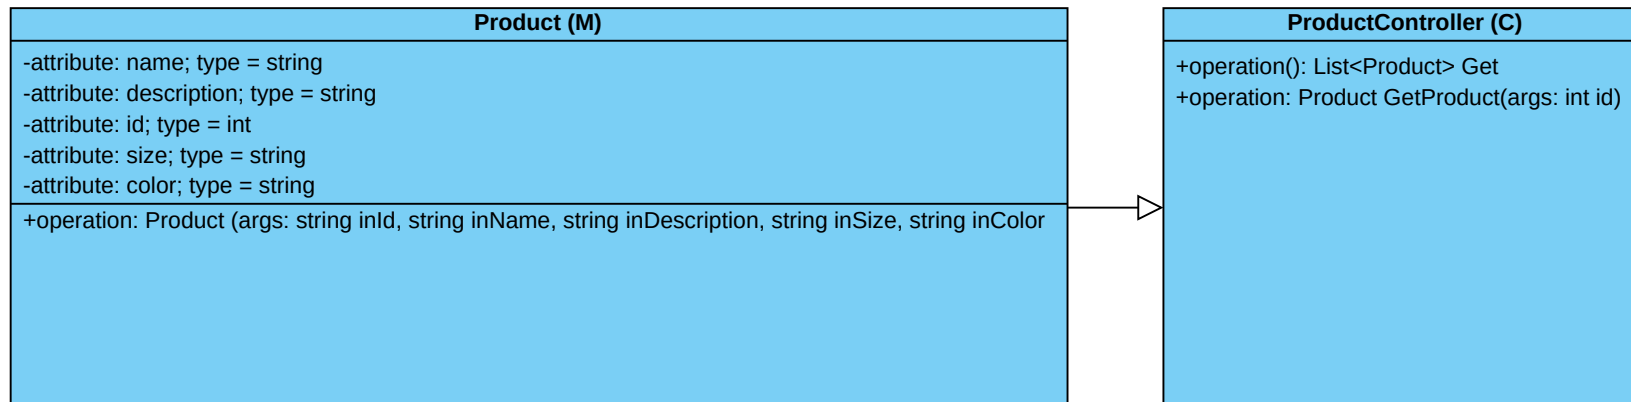 Product (M)
-attribute: name; type = string
-attribute: description; type = string
-attribute: id; type = int
-attribute: size; type = string
-attribute: color; type = string
+operation: Product (args: string inId, string inName, string inDescription, string inSize, string inColor
ProductController (C)
+operation(): List<Product> Get
+operation: Product GetProduct(args: int id)